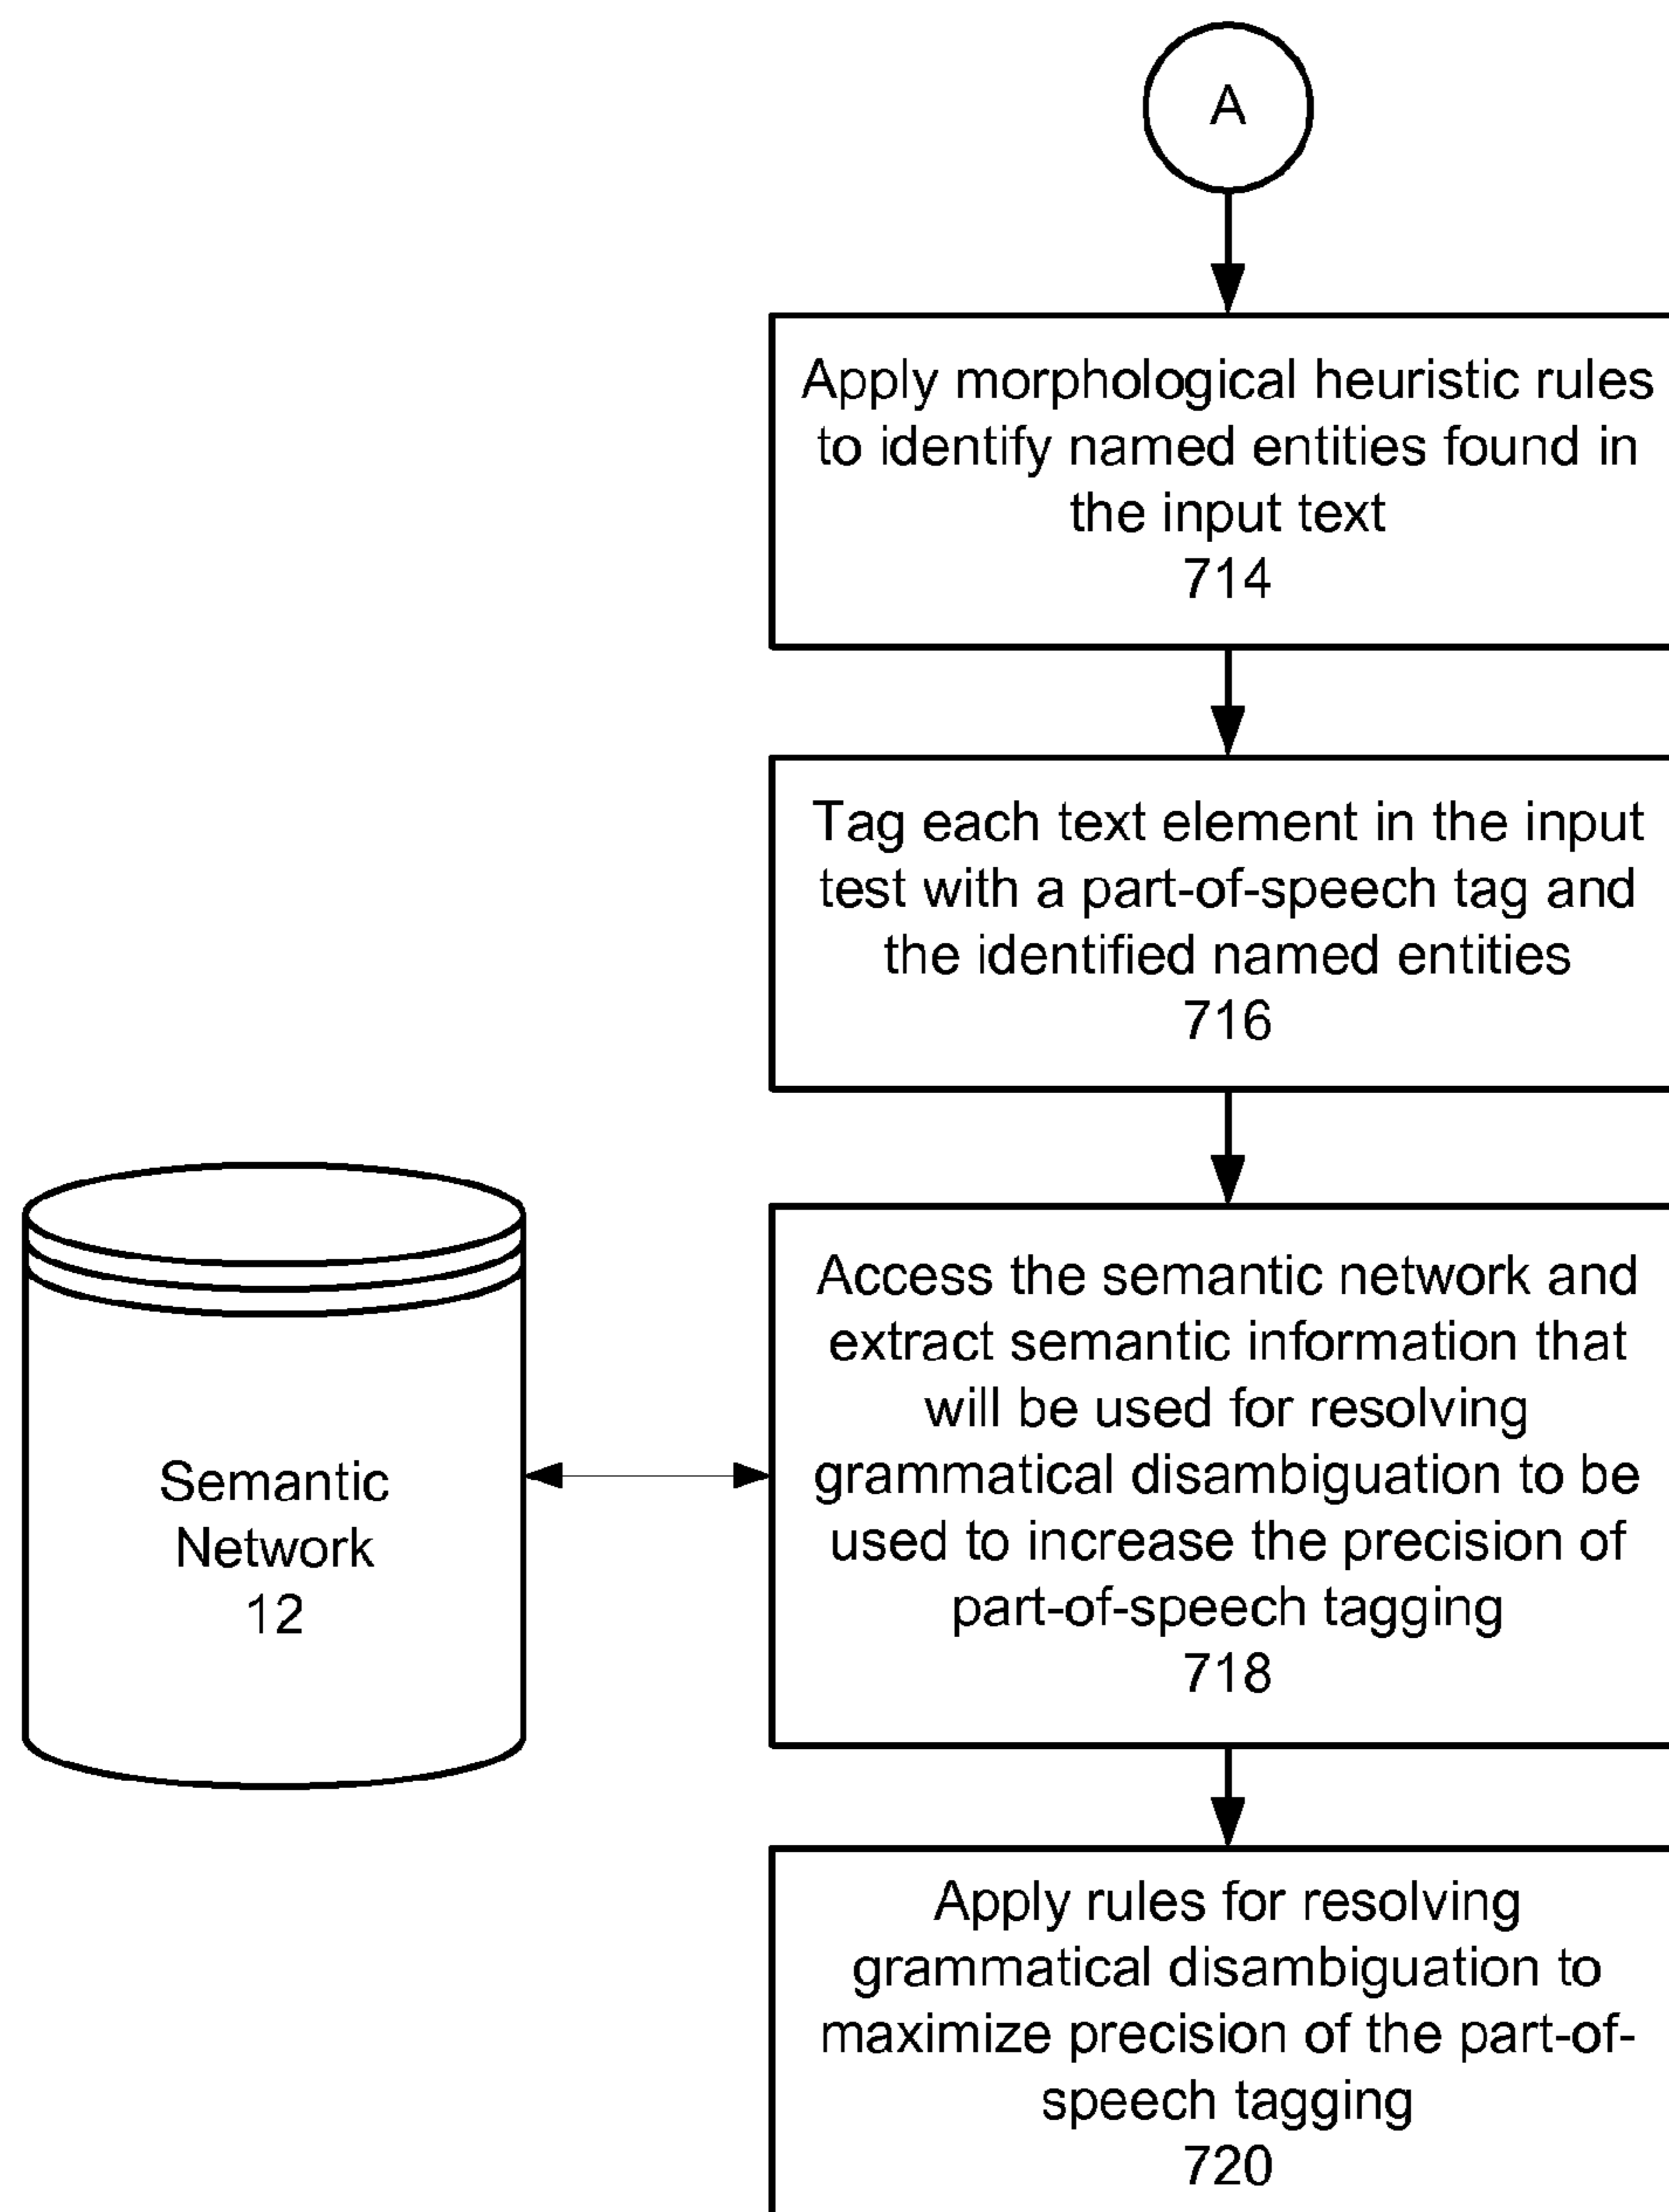 A
Apply morphological heuristic rules
to identify named entities found in
the input text
714
Tag each text element in the input
test with a part-of-speech tag and
the identified named entities
716
Access the semantic network and
extract semantic information that
will be used for resolving
grammatical disambiguation to be
used to increase the precision of
part-of-speech tagging
718
Semantic
Network
12
Apply rules for resolving
grammatical disambiguation to
maximize precision of the part-of-
speech tagging
720